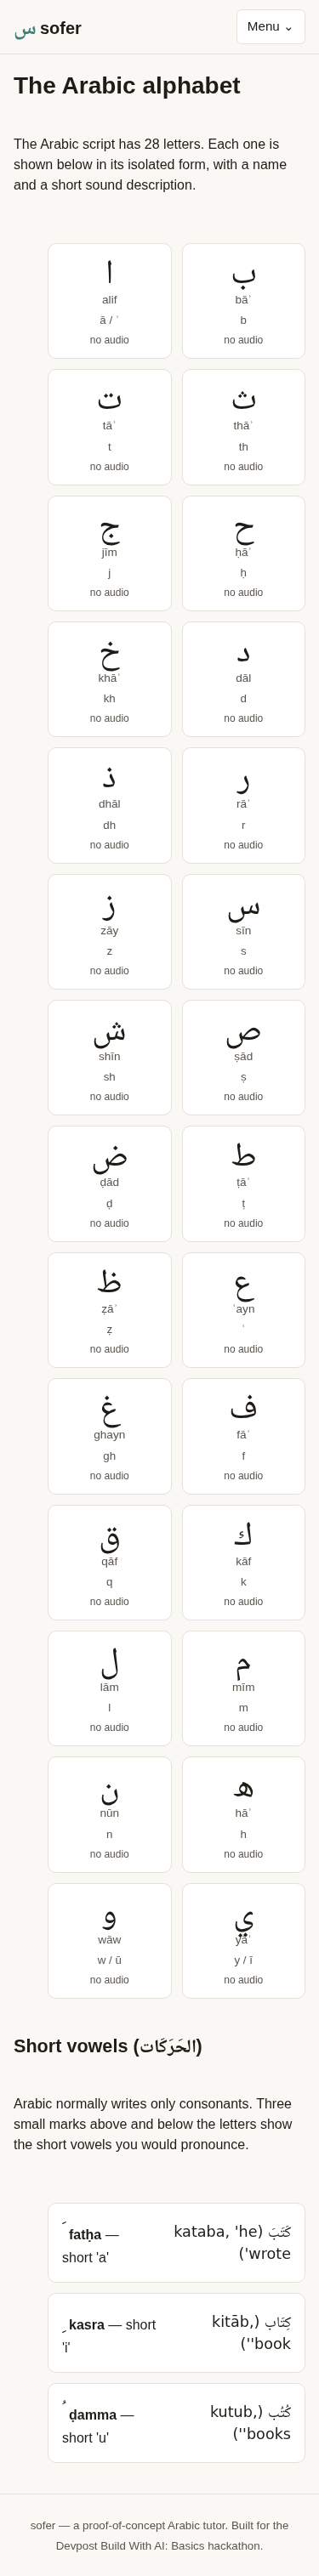 س sofer
Menu ⌄
The Arabic alphabet
The Arabic script has 28 letters. Each one is
shown below in its isolated form, with a name
and a short sound description.
ا
alif
ā / ʾ
no audio
ب
bāʾ
b
no audio
ت
tāʾ
t
no audio
ث
thāʾ
th
no audio
ج
jīm
j
no audio
ح
ḥāʾ
ḥ
no audio
خ
khāʾ
kh
no audio
د
dāl
d
no audio
ذ
dhāl
dh
no audio
ر
rāʾ
r
no audio
ز
zāy
z
no audio
س
sīn
s
no audio
ش
shīn
sh
no audio
ص
ṣād
ṣ
no audio
ض
ḍād
ḍ
no audio
ط
ṭāʾ
ṭ
no audio
ظ
ẓāʾ
ẓ
no audio
ع
ʿayn
ʿ
no audio
غ
ghayn
gh
no audio
ف
fāʾ
f
no audio
ق
qāf
q
no audio
ك
kāf
k
no audio
ل
lām
l
no audio
م
mīm
m
no audio
ن
nūn
n
no audio
ه
hāʾ
h
no audio
و
wāw
w / ū
no audio
ي
yāʾ
y / ī
no audio
Short vowels (الحَرَكَات)
Arabic normally writes only consonants. Three
small marks above and below the letters show
the short vowels you would pronounce.
َ fatḥa —
short 'a'
كَتَبَ (kataba, 'he
wrote')
ِ kasra — short
'i'
كِتَاب (kitāb,
'book')
ُ ḍamma —
short 'u'
كُتُب (kutub,
'books')
sofer — a proof-of-concept Arabic tutor. Built for the
Devpost Build With AI: Basics hackathon.